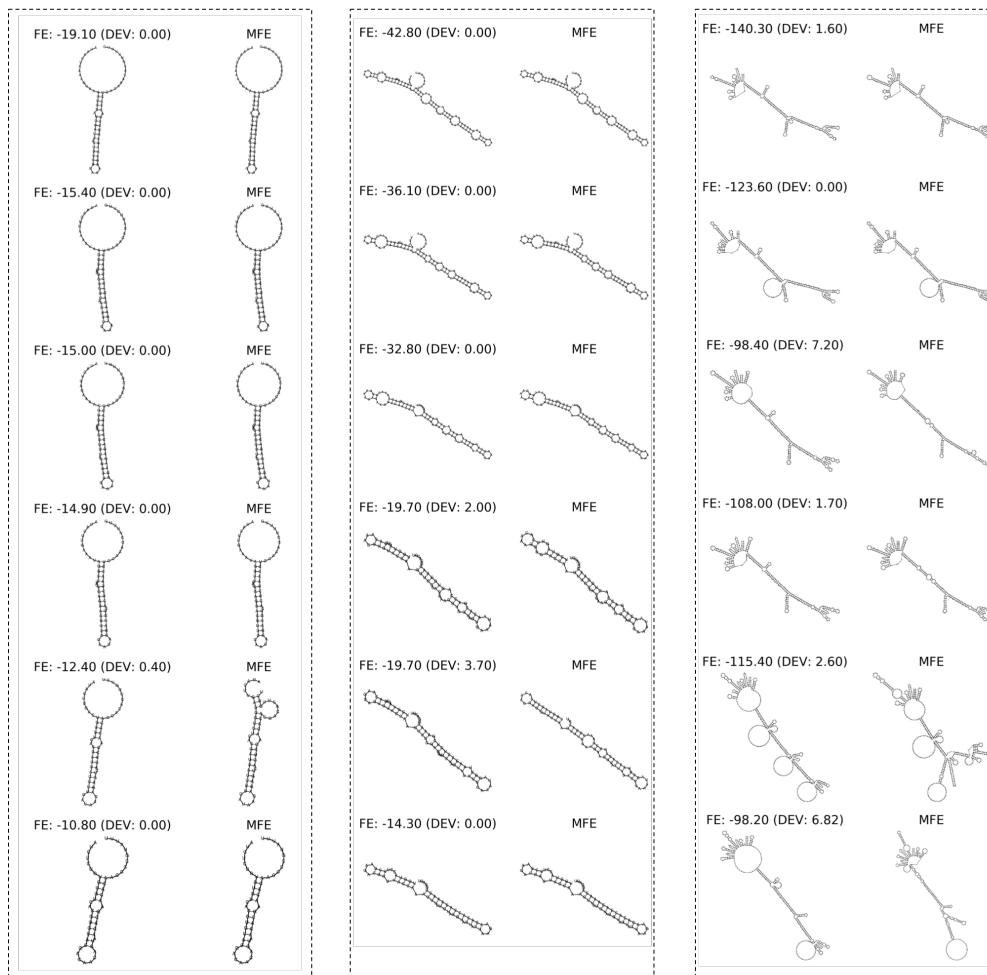 FE: -19.10 (DEV: 0.00) MFE
FE: -15.40 (DEV: 0.00) MFE
FE: -15.00 (DEV: 0.00) MFE
FE: -14.90 (DEV: 0.00) MFE
FE: -12.40 (DEV: 0.40) MFE
FE: -10.80 (DEV: 0.00) MFE
FE: -42.80 (DEV: 0.00) MFE
FE: -36.10 (DEV: 0.00) MFE
FE: -32.80 (DEV: 0.00) MFE
FE: -19.70 (DEV: 2.00) MFE
FE: -19.70 (DEV: 3.70) MFE
FE: -14.30 (DEV: 0.00) MFE
FE: -140.30 (DEV: 1.60) MFE
FE: -123.60 (DEV: 0.00) MFE
FE: -98.40 (DEV: 7.20) MFE
FE: -108.00 (DEV: 1.70) MFE
FE: -115.40 (DEV: 2.60) MFE
FE: -98.20 (DEV: 6.82) MFE